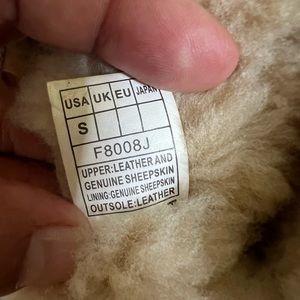 USA UK EU JAPAN
S
F8008J
UPPER:LEATHER AND
GENUINE SHEEPSKIN
LINING:GENUINE SHEEPSKIN
OUTSOLE:LEATHER